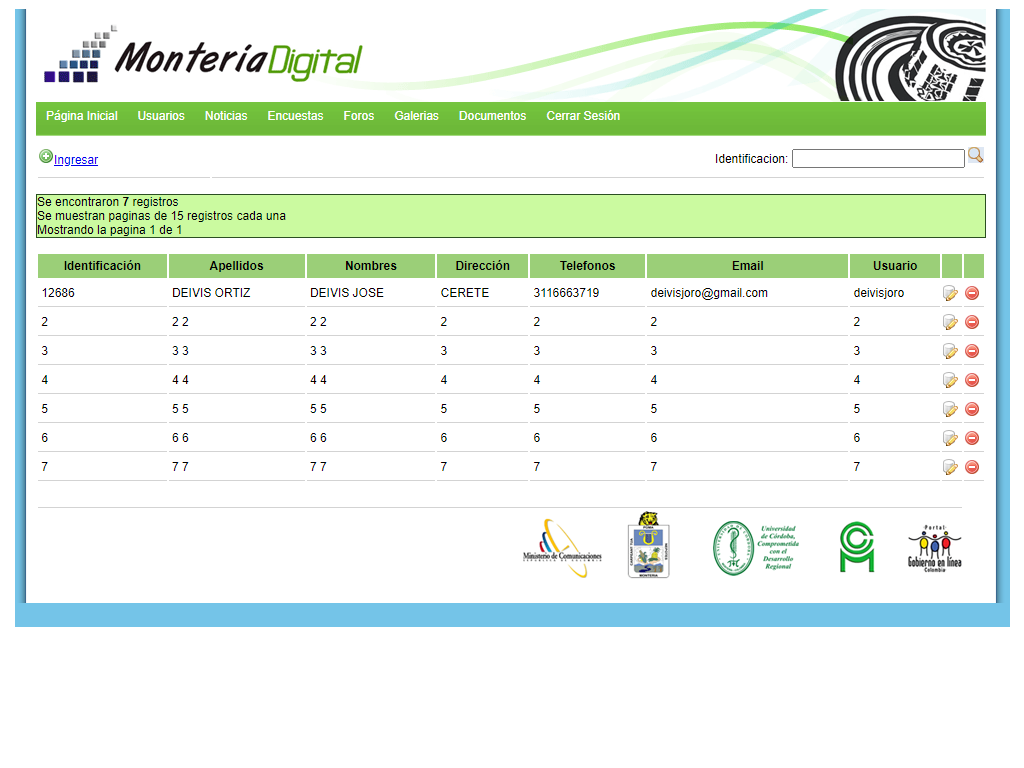 MonteríaDigital
Página Inicial Usuarios Noticias Encuestas Foros Galerias Documentos Cerrar Sesión
Ingresar Identificacion:
Se encontraron 7 registros
Se muestran paginas de 15 registros cada una
Mostrando la pagina 1 de 1
Identificación Apellidos Nombres Dirección Telefonos Email Usuario
12686 DEIVIS ORTIZ DEIVIS JOSE CERETE 3116663719 deivisjoro@gmail.com deivisjoro
2 2 2 2 2 2 2 2 2
3 3 3 3 3 3 3 3 3
4 4 4 4 4 4 4 4 4
5 5 5 5 5 5 5 5 5
6 6 6 6 6 6 6 6 6
7 7 7 7 7 7 7 7 7
Ministerio de Comunicaciones
REPUBLICA DE COLOMBIA
MONTERIA
Universidad
de Córdoba,
Comprometida
con el
Desarrollo
Regional
Portal
Gobierno en línea
Colombia